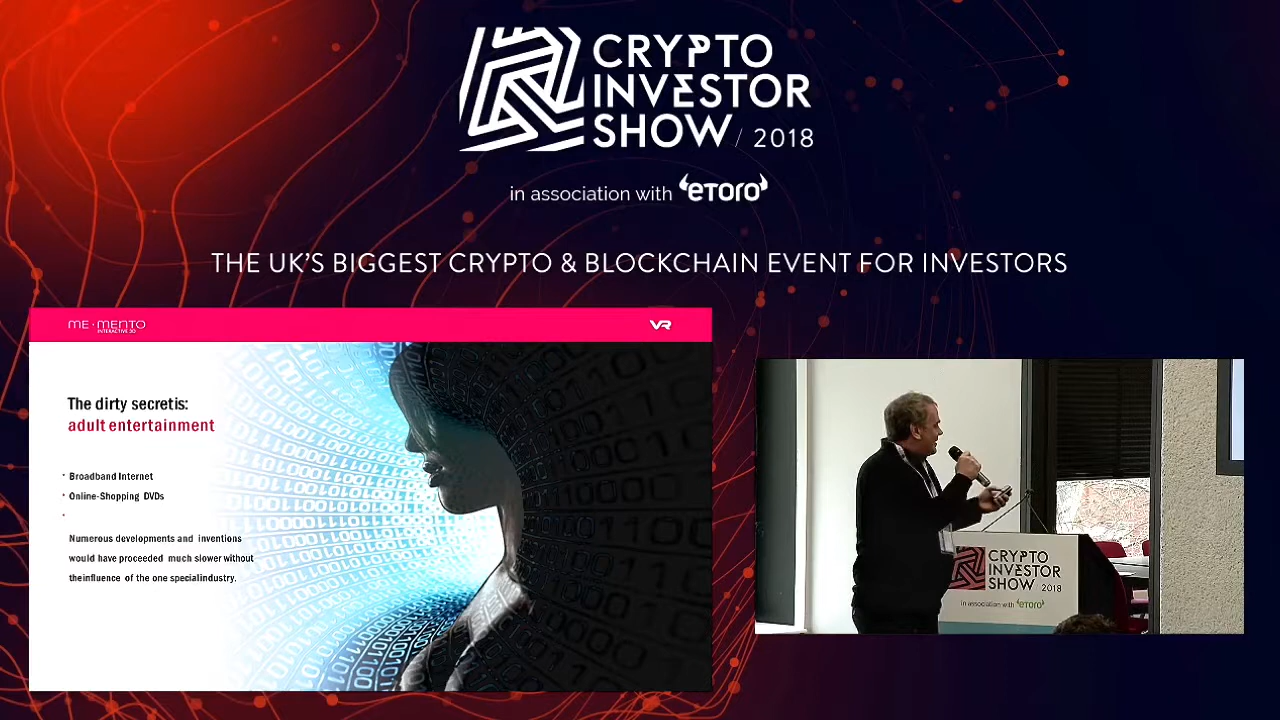 CRYPTO
INVESTOR
SHOW / 2018
in association with eTORO
THE UK'S BIGGEST CRYPTO & BLOCKCHAIN EVENT FOR INVESTORS
ME·MENTO
INTERACTIVE 3D
VR
The dirty secretis:
adult entertainment
Broadband Internet
Online-Shopping DVDs
Numerous developments and inventions
would have proceeded much slower without
theinfluence of the one specialindustry.
CRYPTO
INVESTOR
SHOW 2018
in association with eTORO